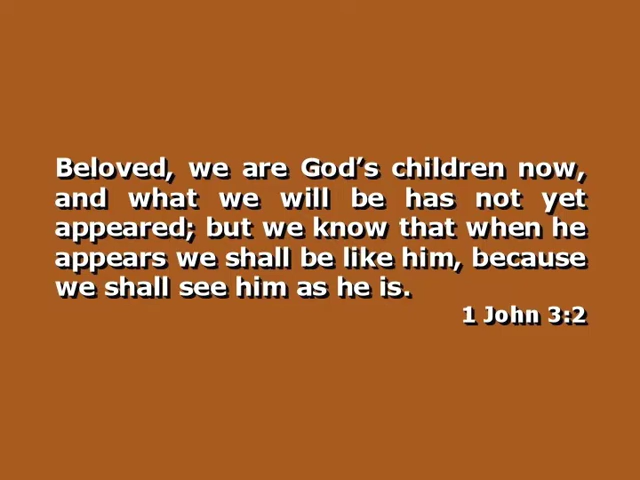 Beloved, we are God’s children now,
and what we will be has not yet
appeared; but we know that when he
appears we shall be like him, because
we shall see him as he is.
1 John 3:2